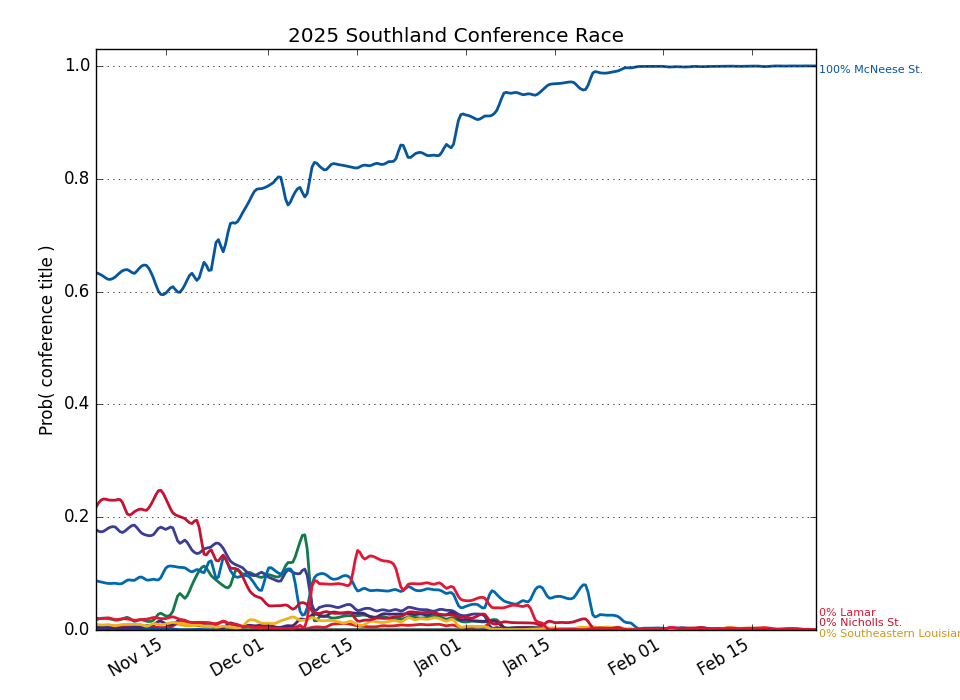 2025 Southland Conference Race
1.0
0.8
0.6
0.4
0.2
0.0
Prob( conference title )
Nov 15
Dec 01
Dec 15
Jan 01
Jan 15
Feb 01
Feb 15
100% McNeese St.
0% Lamar
0% Nicholls St.
0% Southeastern Louisian